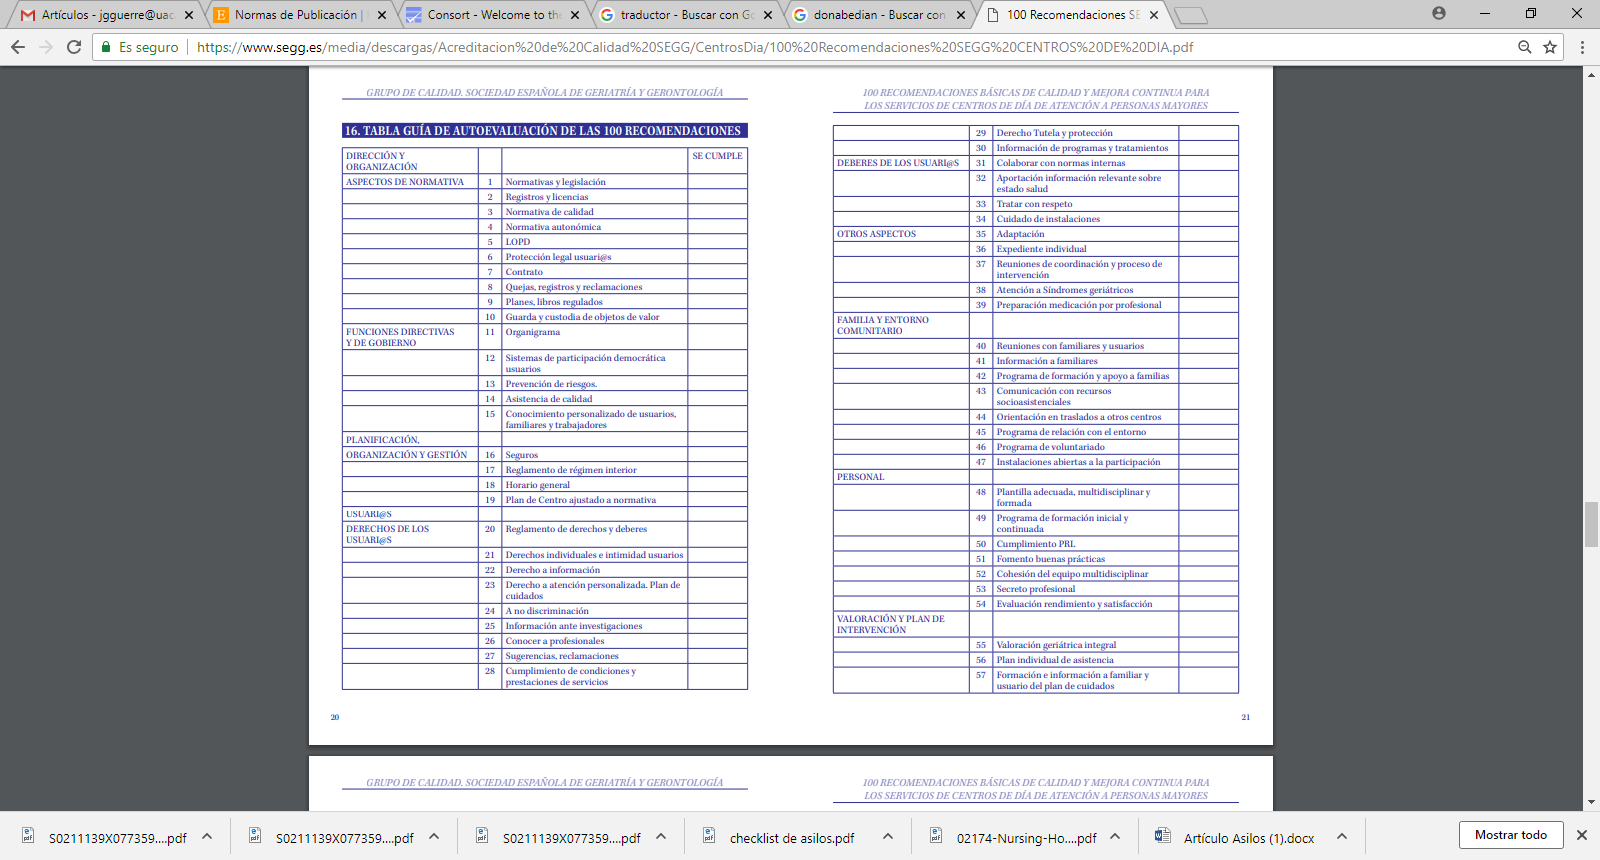 Artículos - jgguerre@uac
Normas de Publicación |
Consort - Welcome to the
traductor - Buscar con Go
donabedian - Buscar con
100 Recomendaciones SE
Es seguro
https://www.segg.es/media/descargas/Acreditacion%20de%20Calidad%20SEGG/CentrosDia/100%20Recomendaciones%20SEGG%20CENTROS%20DE%20DIA.pdf
GRUPO DE CALIDAD. SOCIEDAD ESPAÑOLA DE GERIATRÍA Y GERONTOLOGÍA
16. TABLA GUÍA DE AUTOEVALUACIÓN DE LAS 100 RECOMENDACIONES
DIRECCIÓN Y SE CUMPLE
ORGANIZACIÓN
ASPECTOS DE NORMATIVA 1 Normativas y legislación
2 Registros y licencias
3 Normativa de calidad
4 Normativa autonómica
5 LOPD
6 Protección legal usuari@s
7 Contrato
8 Quejas, registros y reclamaciones
9 Planes, libros regulados
10 Guarda y custodia de objetos de valor
FUNCIONES DIRECTIVAS 11 Organigrama
Y DE GOBIERNO
12 Sistemas de participación democrática
usuarios
13 Prevención de riesgos.
14 Asistencia de calidad
15 Conocimiento personalizado de usuarios,
familiares y trabajadores
PLANIFICACIÓN,
ORGANIZACIÓN Y GESTIÓN 16 Seguros
17 Reglamento de régimen interior
18 Horario general
19 Plan de Centro ajustado a normativa
USUARI@S
DERECHOS DE LOS 20 Reglamento de derechos y deberes
USUARI@S
21 Derechos individuales e intimidad usuarios
22 Derecho a información
23 Derecho a atención personalizada. Plan de
cuidados
24 A no discriminación
25 Información ante investigaciones
26 Conocer a profesionales
27 Sugerencias, reclamaciones
28 Cumplimiento de condiciones y
prestaciones de servicios
20
100 RECOMENDACIONES BÁSICAS DE CALIDAD Y MEJORA CONTINUA PARA
LOS SERVICIOS DE CENTROS DE DÍA DE ATENCIÓN A PERSONAS MAYORES
29 Derecho Tutela y protección
30 Información de programas y tratamientos
DEBERES DE LOS USUARI@S 31 Colaborar con normas internas
32 Aportación información relevante sobre
estado salud
33 Tratar con respeto
34 Cuidado de instalaciones
OTROS ASPECTOS 35 Adaptación
36 Expediente individual
37 Reuniones de coordinación y proceso de
intervención
38 Atención a Síndromes geriátricos
39 Preparación medicación por profesional
FAMILIA Y ENTORNO
COMUNITARIO
40 Reuniones con familiares y usuarios
41 Información a familiares
42 Programa de formación y apoyo a familias
43 Comunicación con recursos
socioasistenciales
44 Orientación en traslados a otros centros
45 Programa de relación con el entorno
46 Programa de voluntariado
47 Instalaciones abiertas a la participación
PERSONAL
48 Plantilla adecuada, multidisciplinar y
formada
49 Programa de formación inicial y
continuada
50 Cumplimiento PRL
51 Fomento buenas prácticas
52 Cohesión del equipo multidisciplinar
53 Secreto profesional
54 Evaluación rendimiento y satisfacción
VALORACIÓN Y PLAN DE
INTERVENCIÓN
55 Valoración geriátrica integral
56 Plan individual de asistencia
57 Formación e información a familiar y
usuario del plan de cuidados
21
GRUPO DE CALIDAD. SOCIEDAD ESPAÑOLA DE GERIATRÍA Y GERONTOLOGÍA
100 RECOMENDACIONES BÁSICAS DE CALIDAD Y MEJORA CONTINUA PARA
LOS SERVICIOS DE CENTROS DE DÍA DE ATENCIÓN A PERSONAS MAYORES
S0211139X077359....pdf
S0211139X077359....pdf
S0211139X077359....pdf
checklist de asilos.pdf
02174-Nursing-Ho....pdf
Artículo Asilos (1).docx
Mostrar todo